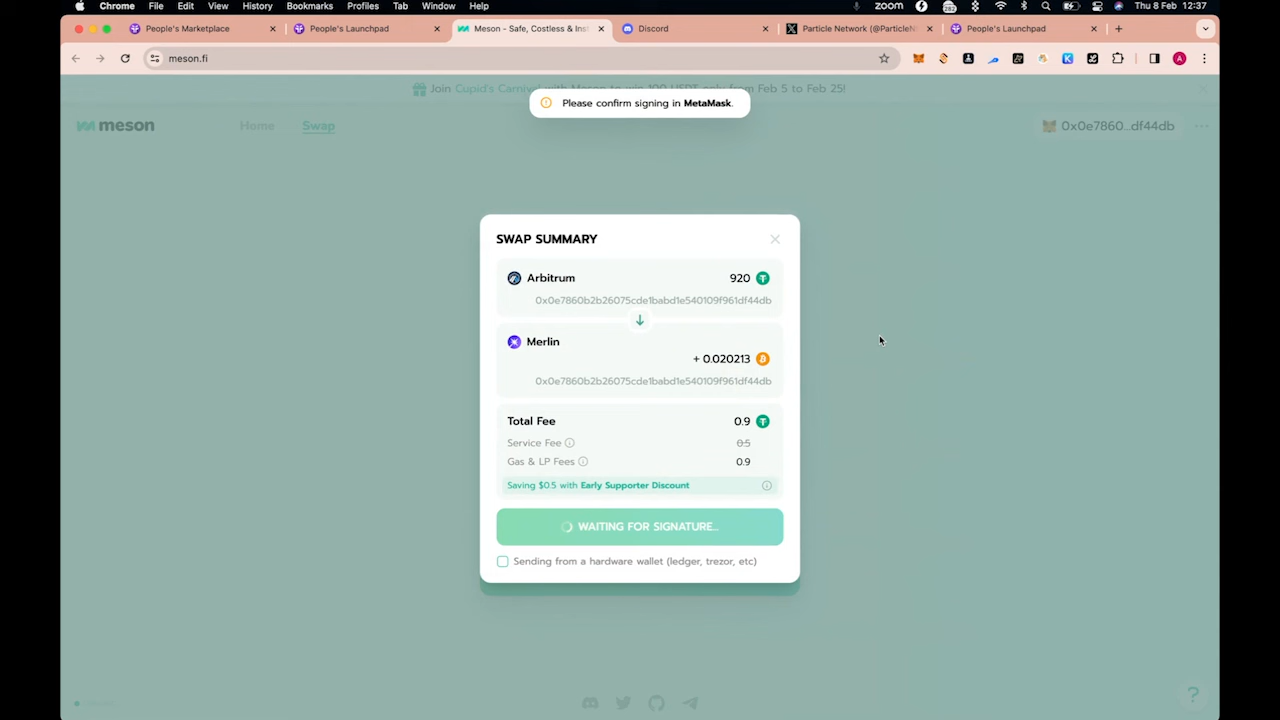 Chrome File Edit View History Bookmarks Profiles Tab Window Help zoom 282 Thu 8 Feb 12:37
People's Marketplace People's Launchpad Meson - Safe, Costless & Inst Discord Particle Network (@ParticleN People's Launchpad
meson.fi
Join Cupid's Carnival with Meson to win 100 USDT only from Feb 5 to Feb 25!
Please confirm signing in MetaMask.
meson Home Swap 0x0e7860...df44db
SWAP SUMMARY
Arbitrum 920
0x0e7860b2b26075cde1babd1e540109f961df44db
Merlin
+ 0.020213
0x0e7860b2b26075cde1babd1e540109f961df44db
Total Fee 0.9
Service Fee 0.5
Gas & LP Fees 0.9
Saving $0.5 with Early Supporter Discount
WAITING FOR SIGNATURE...
Sending from a hardware wallet (ledger, trezor, etc)